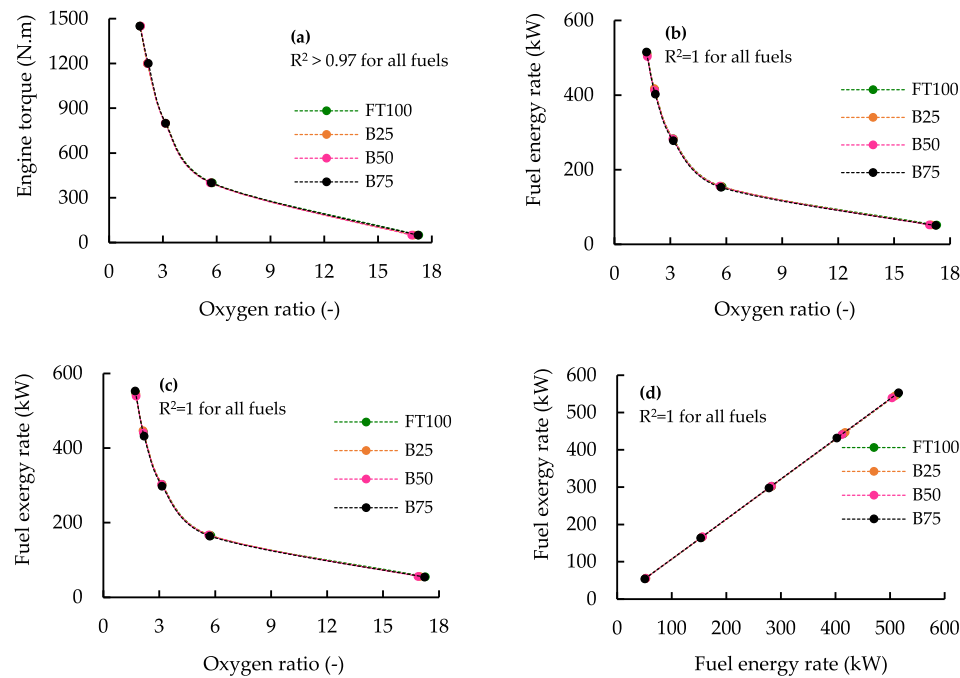 (a)
R² > 0.97 for all fuels
Engine torque (N.m)
1500
1200
900
600
300
0
FT100
B25
B50
B75
0 3 6 9 12 15 18
Oxygen ratio (-)
(b)
R²=1 for all fuels
Fuel energy rate (kW)
600
400
200
0
FT100
B25
B50
B75
0 3 6 9 12 15 18
Oxygen ratio (-)
(c)
R²=1 for all fuels
Fuel exergy rate (kW)
600
400
200
0
FT100
B25
B50
B75
0 3 6 9 12 15 18
Oxygen ratio (-)
(d)
R²=1 for all fuels
Fuel exergy rate (kW)
600
500
400
300
200
100
0
FT100
B25
B50
B75
0 100 200 300 400 500 600
Fuel energy rate (kW)